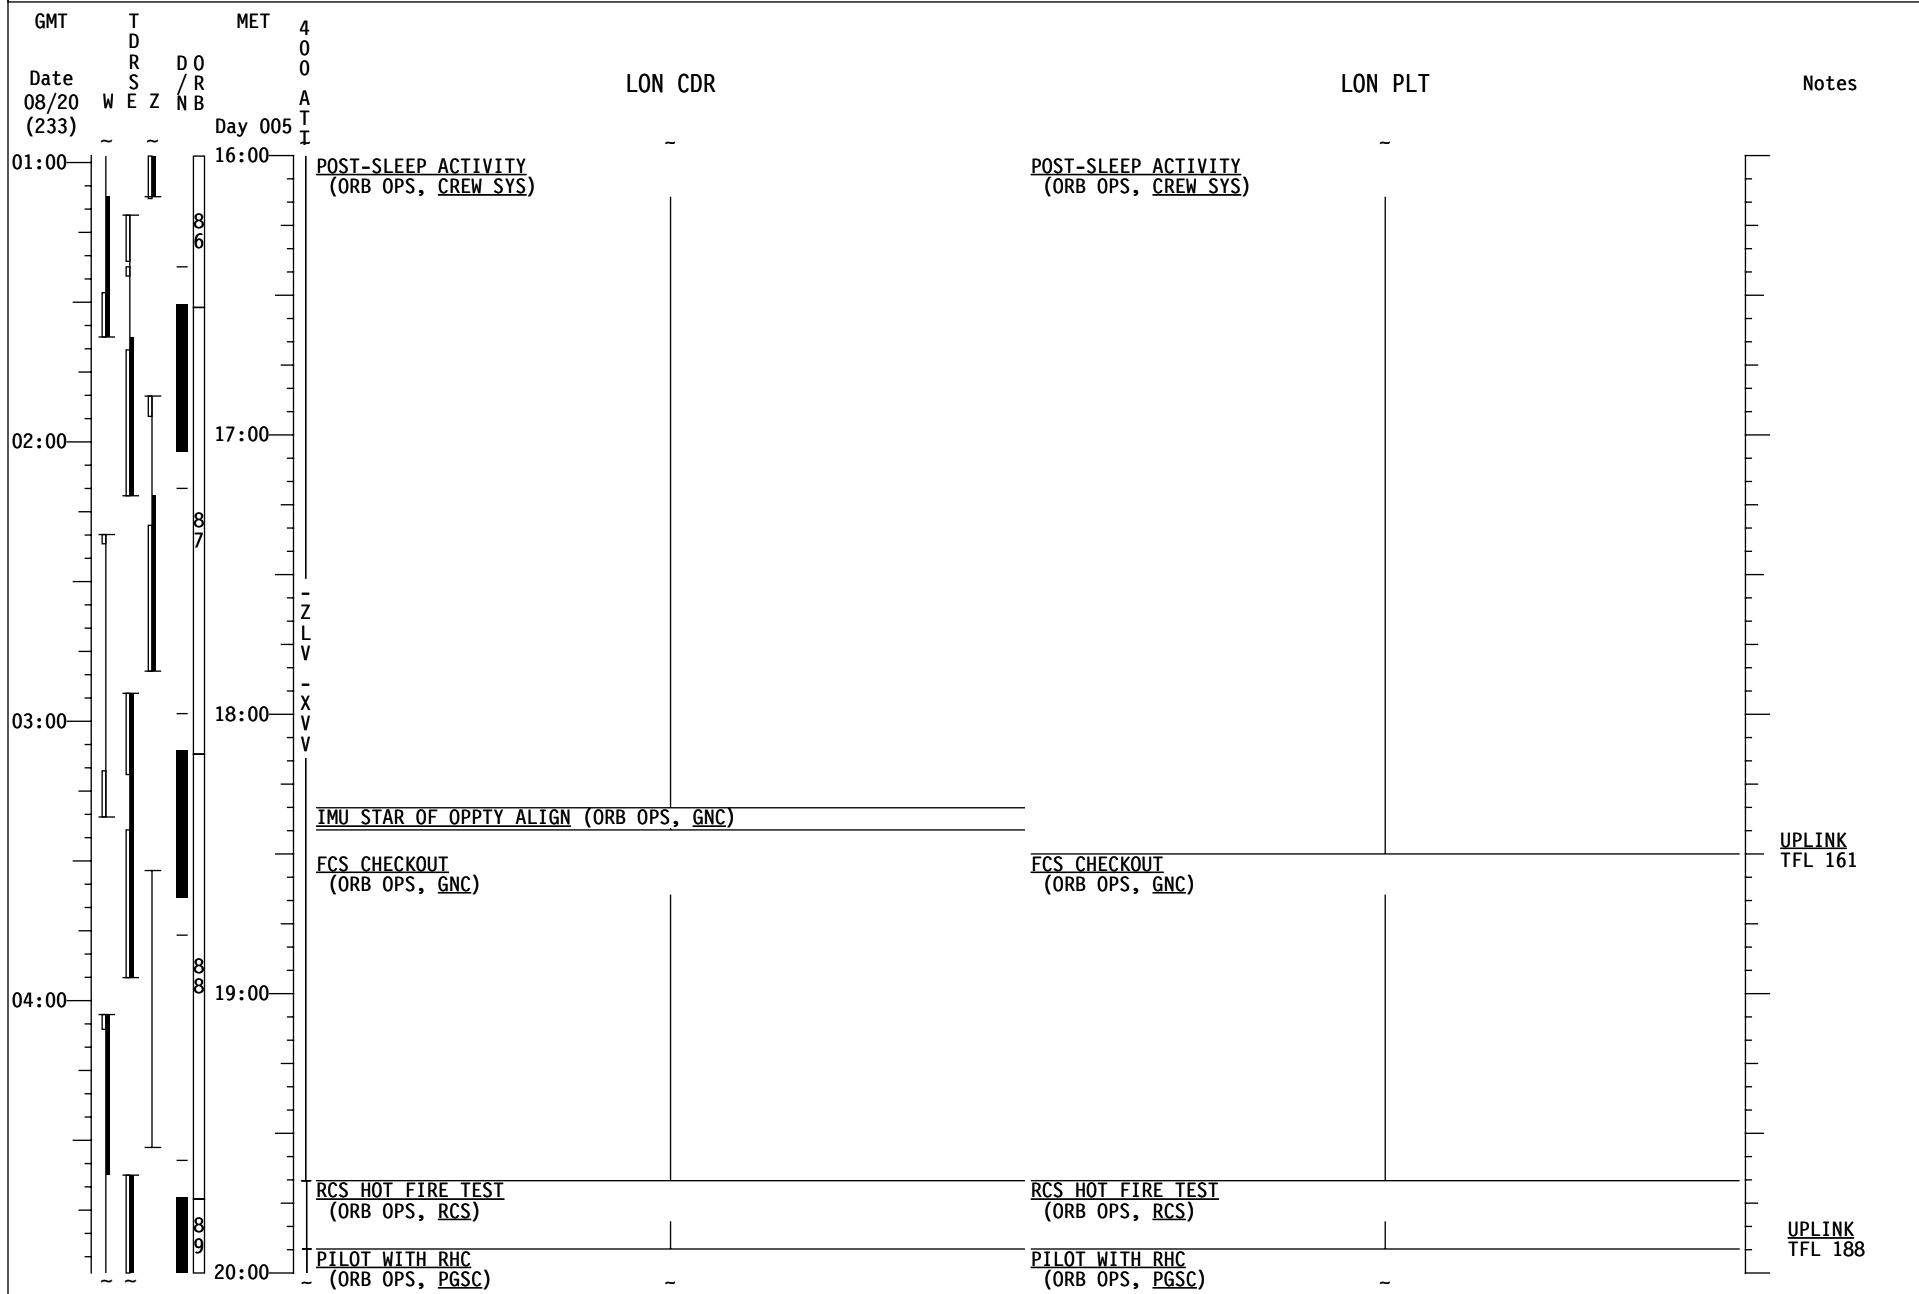 GMT
TDRSE
MET
400 ATT
D/N
ORB
Date
08/20
(233)
W E Z
Day 005
LON CDR
LON PLT
Notes
~ ~ ~ ~
01:00
16:00
POST-SLEEP ACTIVITY
(ORB OPS, CREW SYS)
POST-SLEEP ACTIVITY
(ORB OPS, CREW SYS)
86
02:00
17:00
87
-ZLV -XVV
03:00
18:00
IMU STAR OF OPPTY ALIGN (ORB OPS, GNC)
FCS CHECKOUT
(ORB OPS, GNC)
FCS CHECKOUT
(ORB OPS, GNC)
UPLINK
TFL 161
88
04:00
19:00
RCS HOT FIRE TEST
(ORB OPS, RCS)
RCS HOT FIRE TEST
(ORB OPS, RCS)
89
UPLINK
TFL 188
PILOT WITH RHC
(ORB OPS, PGSC)
PILOT WITH RHC
(ORB OPS, PGSC)
20:00
~ ~ ~ ~ ~